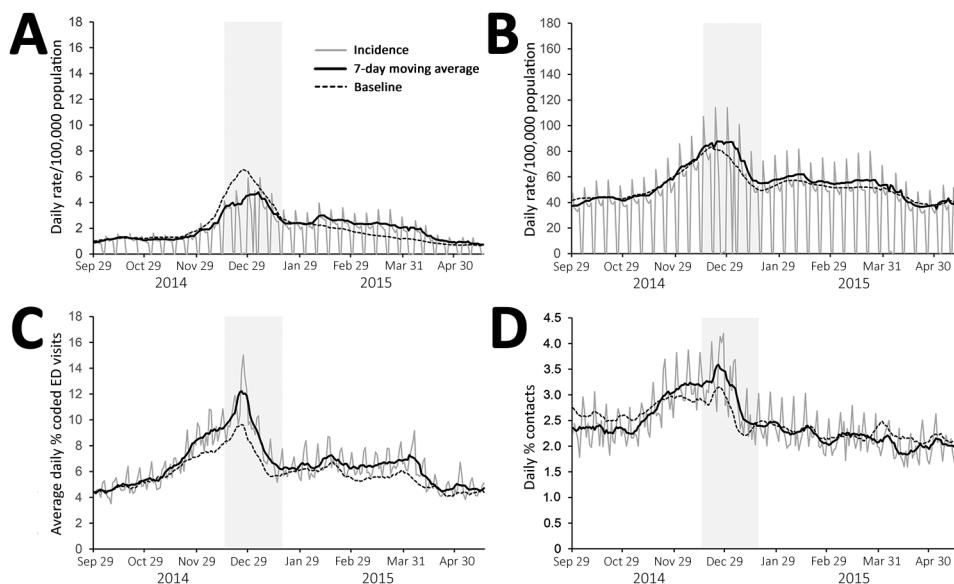 A
Daily rate/100,000 population
18
16
14
12
10
8
6
4
2
0
Incidence
7-day moving average
Baseline
Sep 29 Oct 29 Nov 29 Dec 29 Jan 29 Feb 29 Mar 31 Apr 30
2014 2015
B
Daily rate/100,000 population
180
160
140
120
100
80
60
40
20
0
Sep 29 Oct 29 Nov 29 Dec 29 Jan 29 Feb 29 Mar 31 Apr 30
2014 2015
C
Average daily % coded ED visits
18
16
14
12
10
8
6
4
2
0
Sep 29 Oct 29 Nov 29 Dec 29 Jan 29 Feb 29 Mar 31 Apr 30
2014 2015
D
Daily % contacts
4.5
4.0
3.5
3.0
2.5
2.0
1.5
1.0
0.5
0
Sep 29 Oct 29 Nov 29 Dec 29 Jan 29 Feb 29 Mar 31 Apr 30
2014 2015